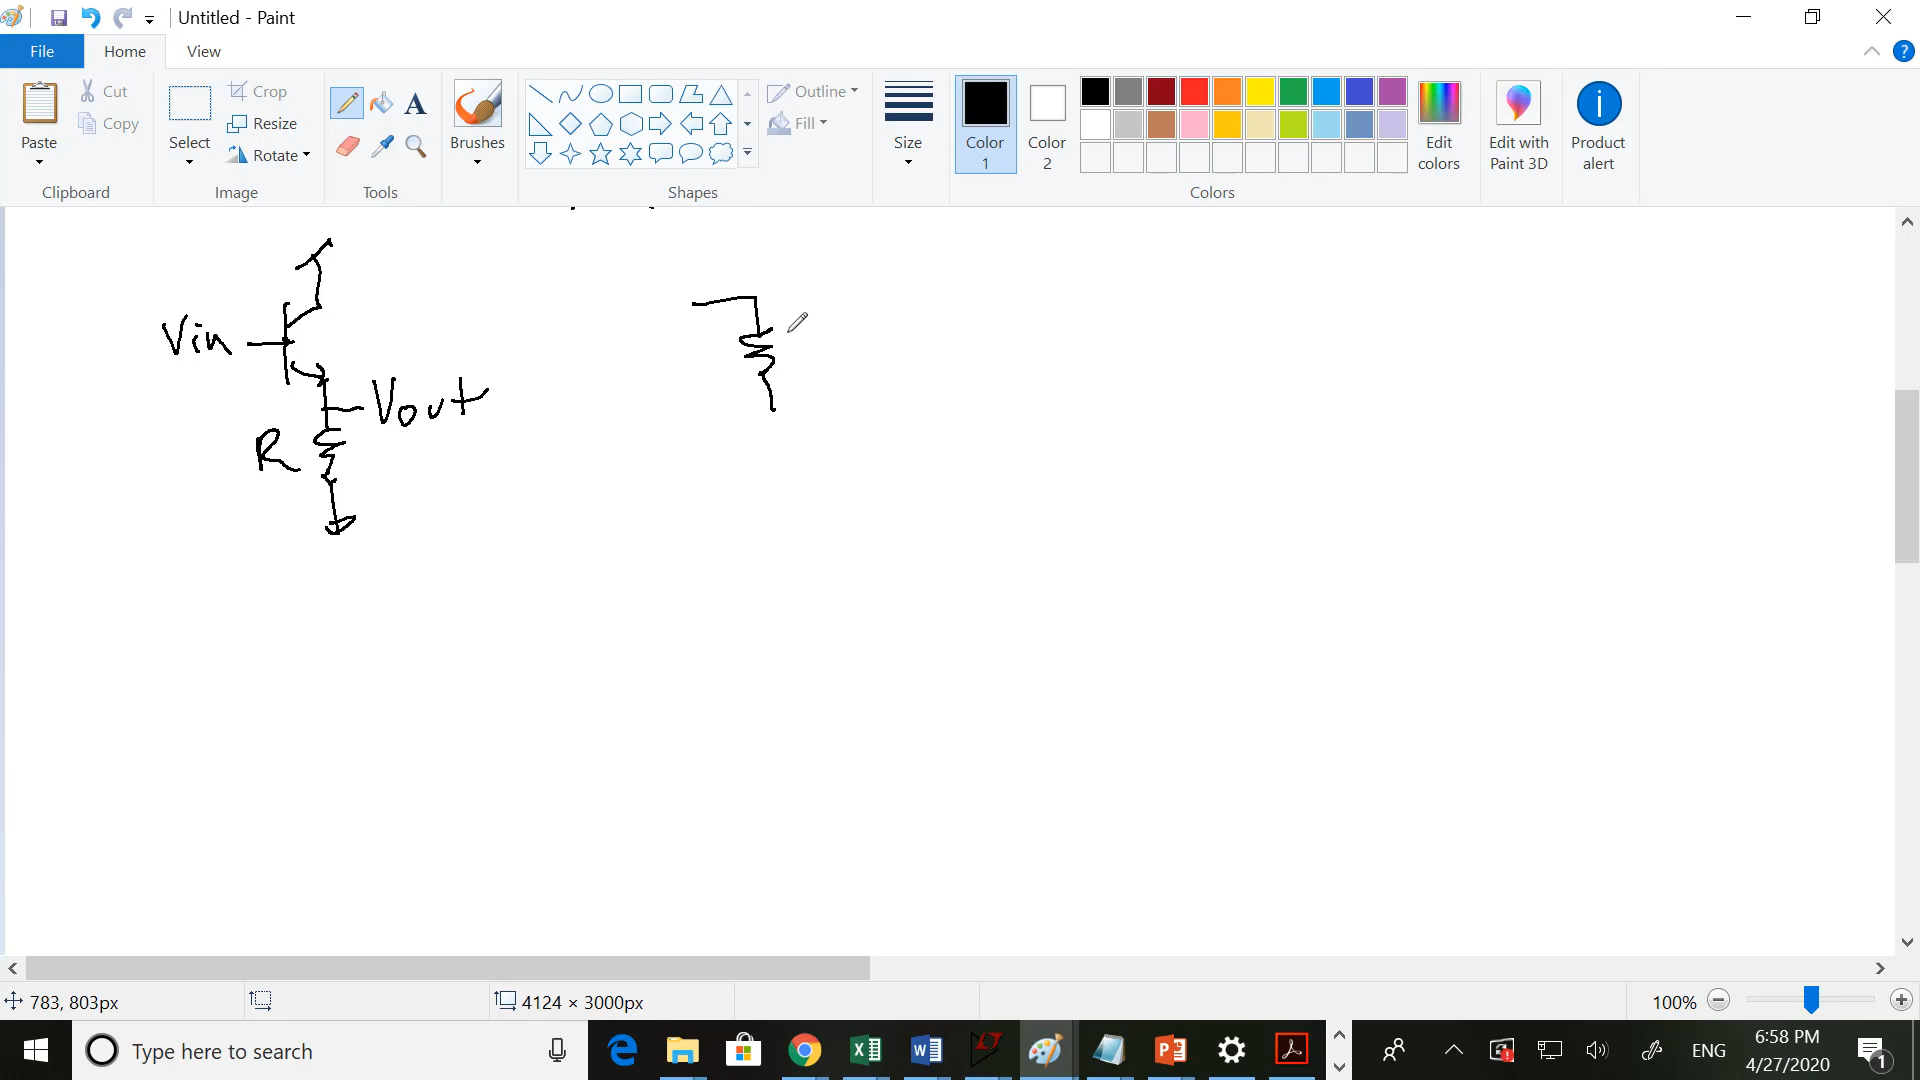 Untitled - Paint
File Home View
Paste Cut Copy Clipboard
Select Crop Resize Rotate Image
Tools
Brushes
Outline Fill Shapes
Size
Color 1
Color 2
Colors
Edit colors
Edit with Paint 3D
Product alert
Vin
Vout
R
783, 803px
4124 × 3000px
100%
Type here to search
ENG
6:58 PM
4/27/2020
1